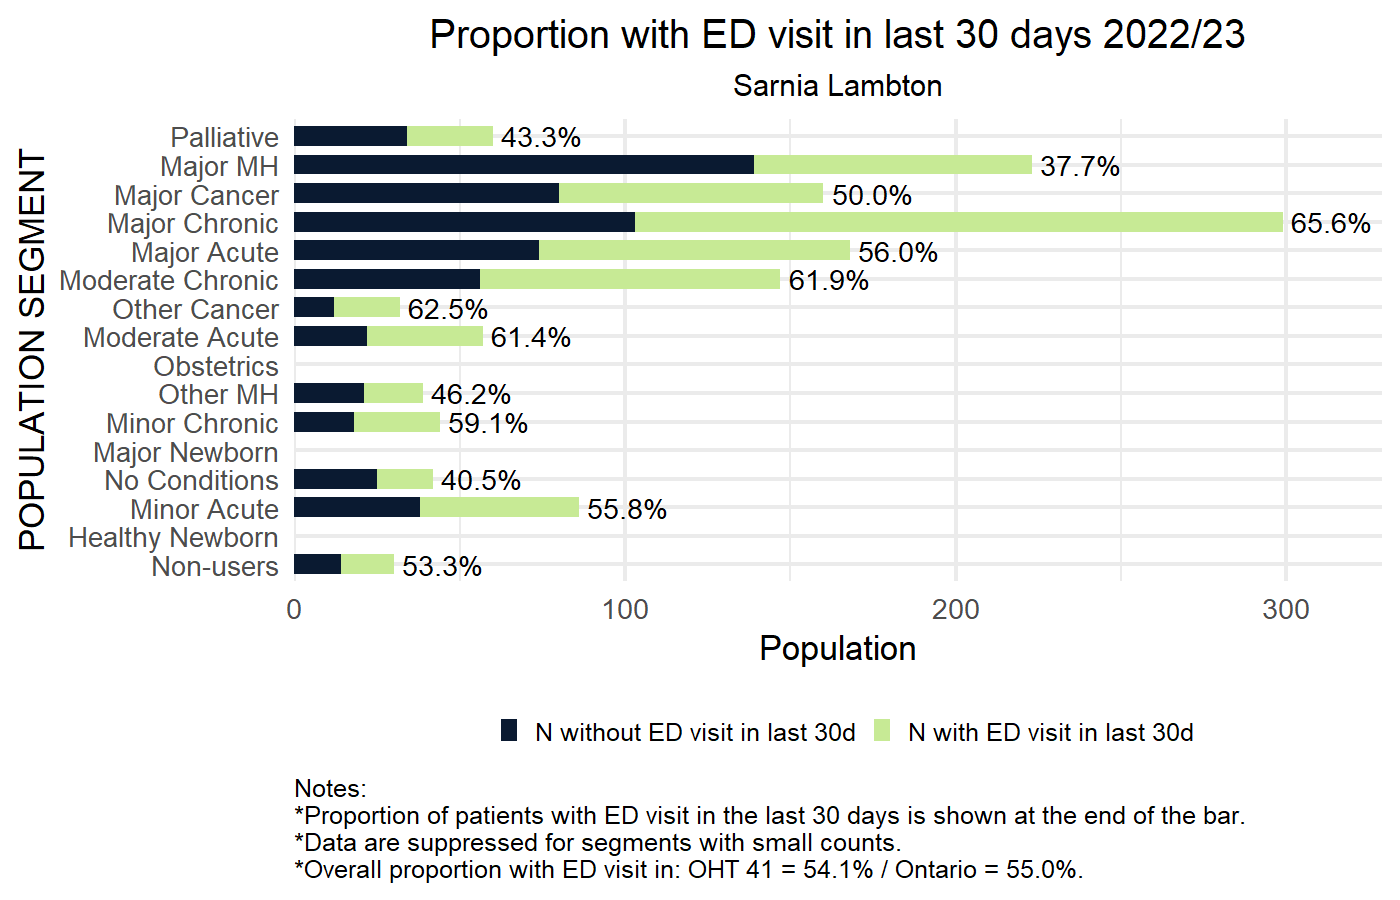 Proportion with ED visit in last 30 days 2022/23
Sarnia Lambton
POPULATION SEGMENT
Palliative 43.3%
Major MH 37.7%
Major Cancer 50.0%
Major Chronic 65.6%
Major Acute 56.0%
Moderate Chronic 61.9%
Other Cancer 62.5%
Moderate Acute 61.4%
Obstetrics
Other MH 46.2%
Minor Chronic 59.1%
Major Newborn
No Conditions 40.5%
Minor Acute 55.8%
Healthy Newborn
Non-users 53.3%
0 100 200 300
Population
N without ED visit in last 30d N with ED visit in last 30d
Notes:
*Proportion of patients with ED visit in the last 30 days is shown at the end of the bar.
*Data are suppressed for segments with small counts.
*Overall proportion with ED visit in: OHT 41 = 54.1% / Ontario = 55.0%.